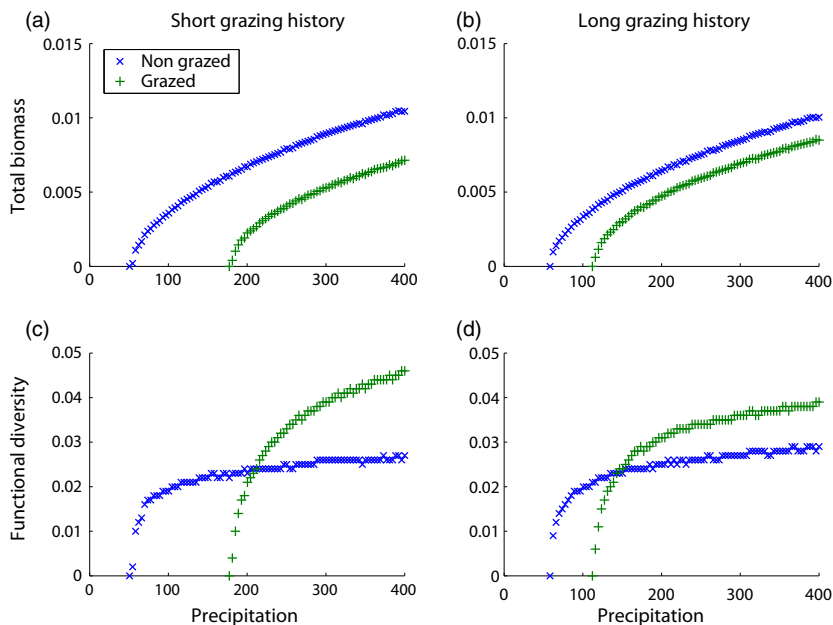 (a) Short grazing history
(b) Long grazing history
Total biomass
0.015
0.01
0.005
0
0 100 200 300 400
Non grazed
Grazed
0.015
0.01
0.005
0
0 100 200 300 400
(c)
(d)
Functional diversity
0.05
0.04
0.03
0.02
0.01
0
0 100 200 300 400
Precipitation
0.05
0.04
0.03
0.02
0.01
0
0 100 200 300 400
Precipitation